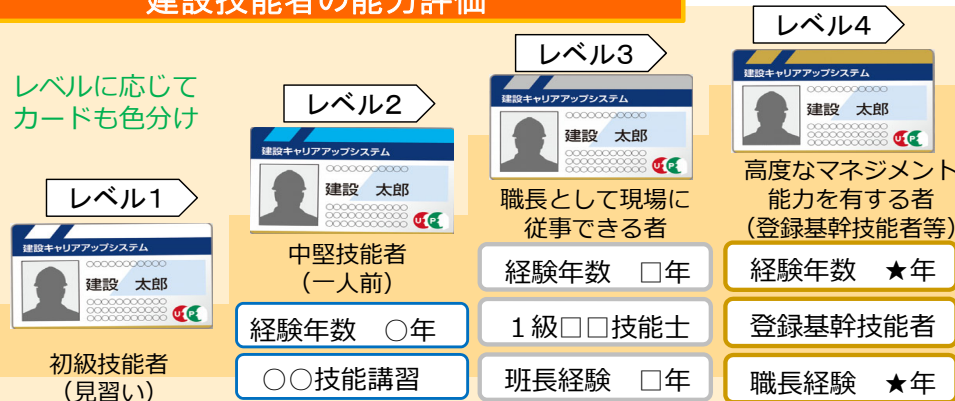 建設技能者の能力評価
レベルに応じて
カードも色分け
レベル1
建設キャリアアップシステム
○○○○○○○○○○
建設 太郎
○○○○○○○○○○
○○○○○○○○○○
初級技能者
（見習い）
レベル2
建設キャリアアップシステム
○○○○○○○○○○
建設 太郎
○○○○○○○○○○
○○○○○○○○○○
中堅技能者
（一人前）
経験年数 ○年
○○技能講習
レベル3
建設キャリアアップシステム
○○○○○○○○○○
建設 太郎
○○○○○○○○○○
○○○○○○○○○○
職長として現場に
従事できる者
経験年数 □年
１級□□技能士
班長経験 □年
レベル4
建設キャリアアップシステム
○○○○○○○○○○
建設 太郎
○○○○○○○○○○
○○○○○○○○○○
高度なマネジメント
能力を有する者
（登録基幹技能者等）
経験年数 ★年
登録基幹技能者
職長経験 ★年